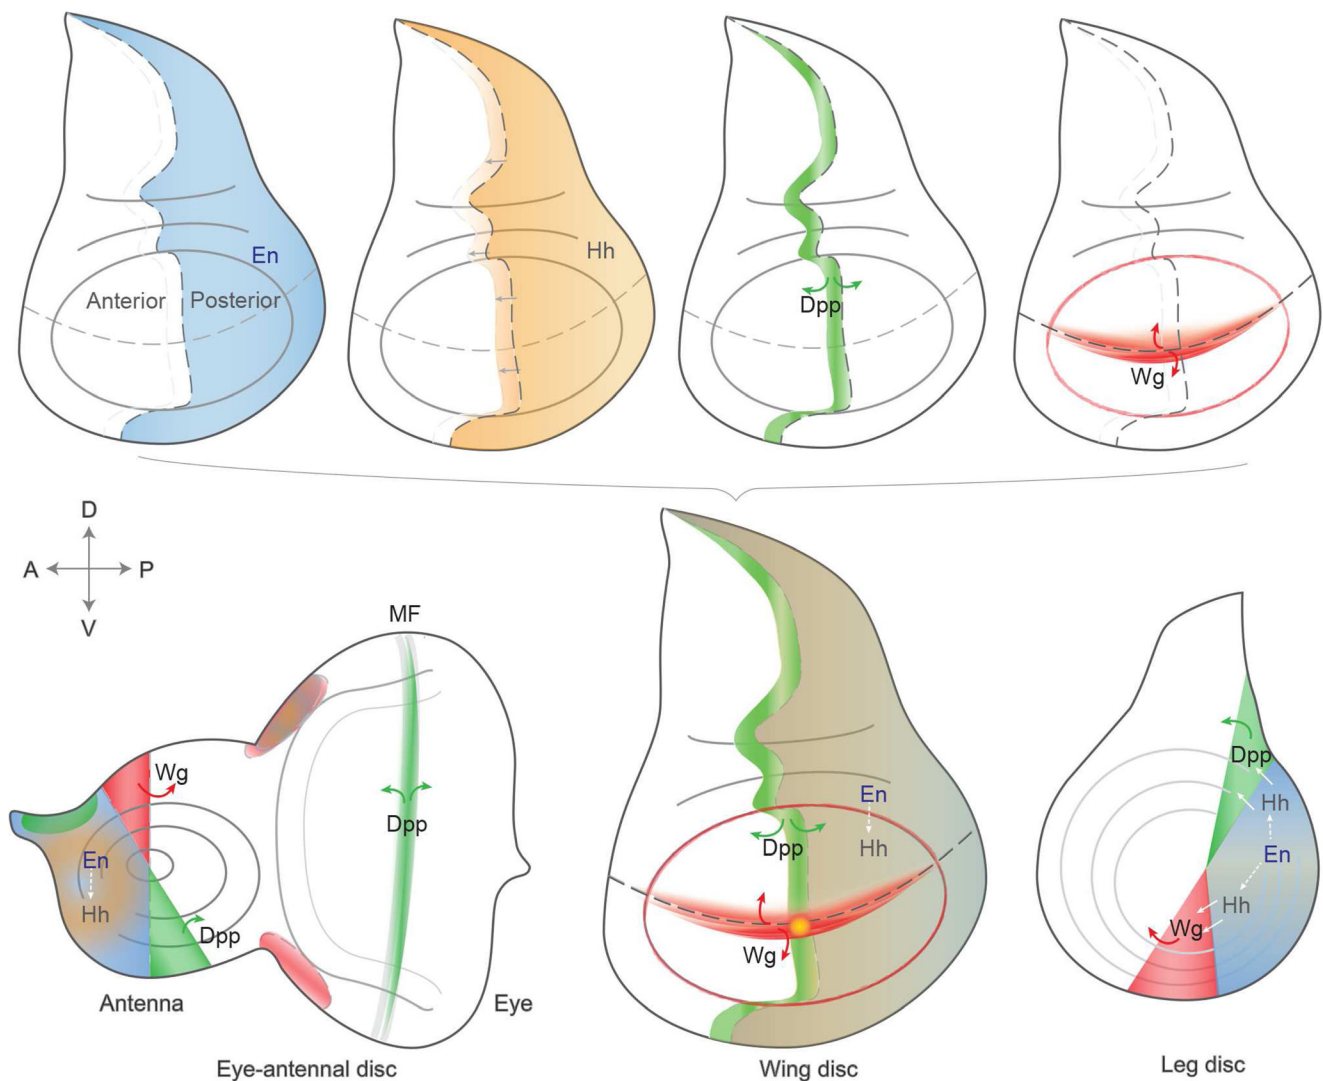 En
Anterior
Posterior
Hh
Dpp
Wg
D
A
P
V
MF
Wg
En
Hh
Dpp
Dpp
Antenna
Eye
Eye-antennal disc
En
Dpp
Hh
Wg
Wing disc
Dpp
Hh
En
Hh
Wg
Leg disc